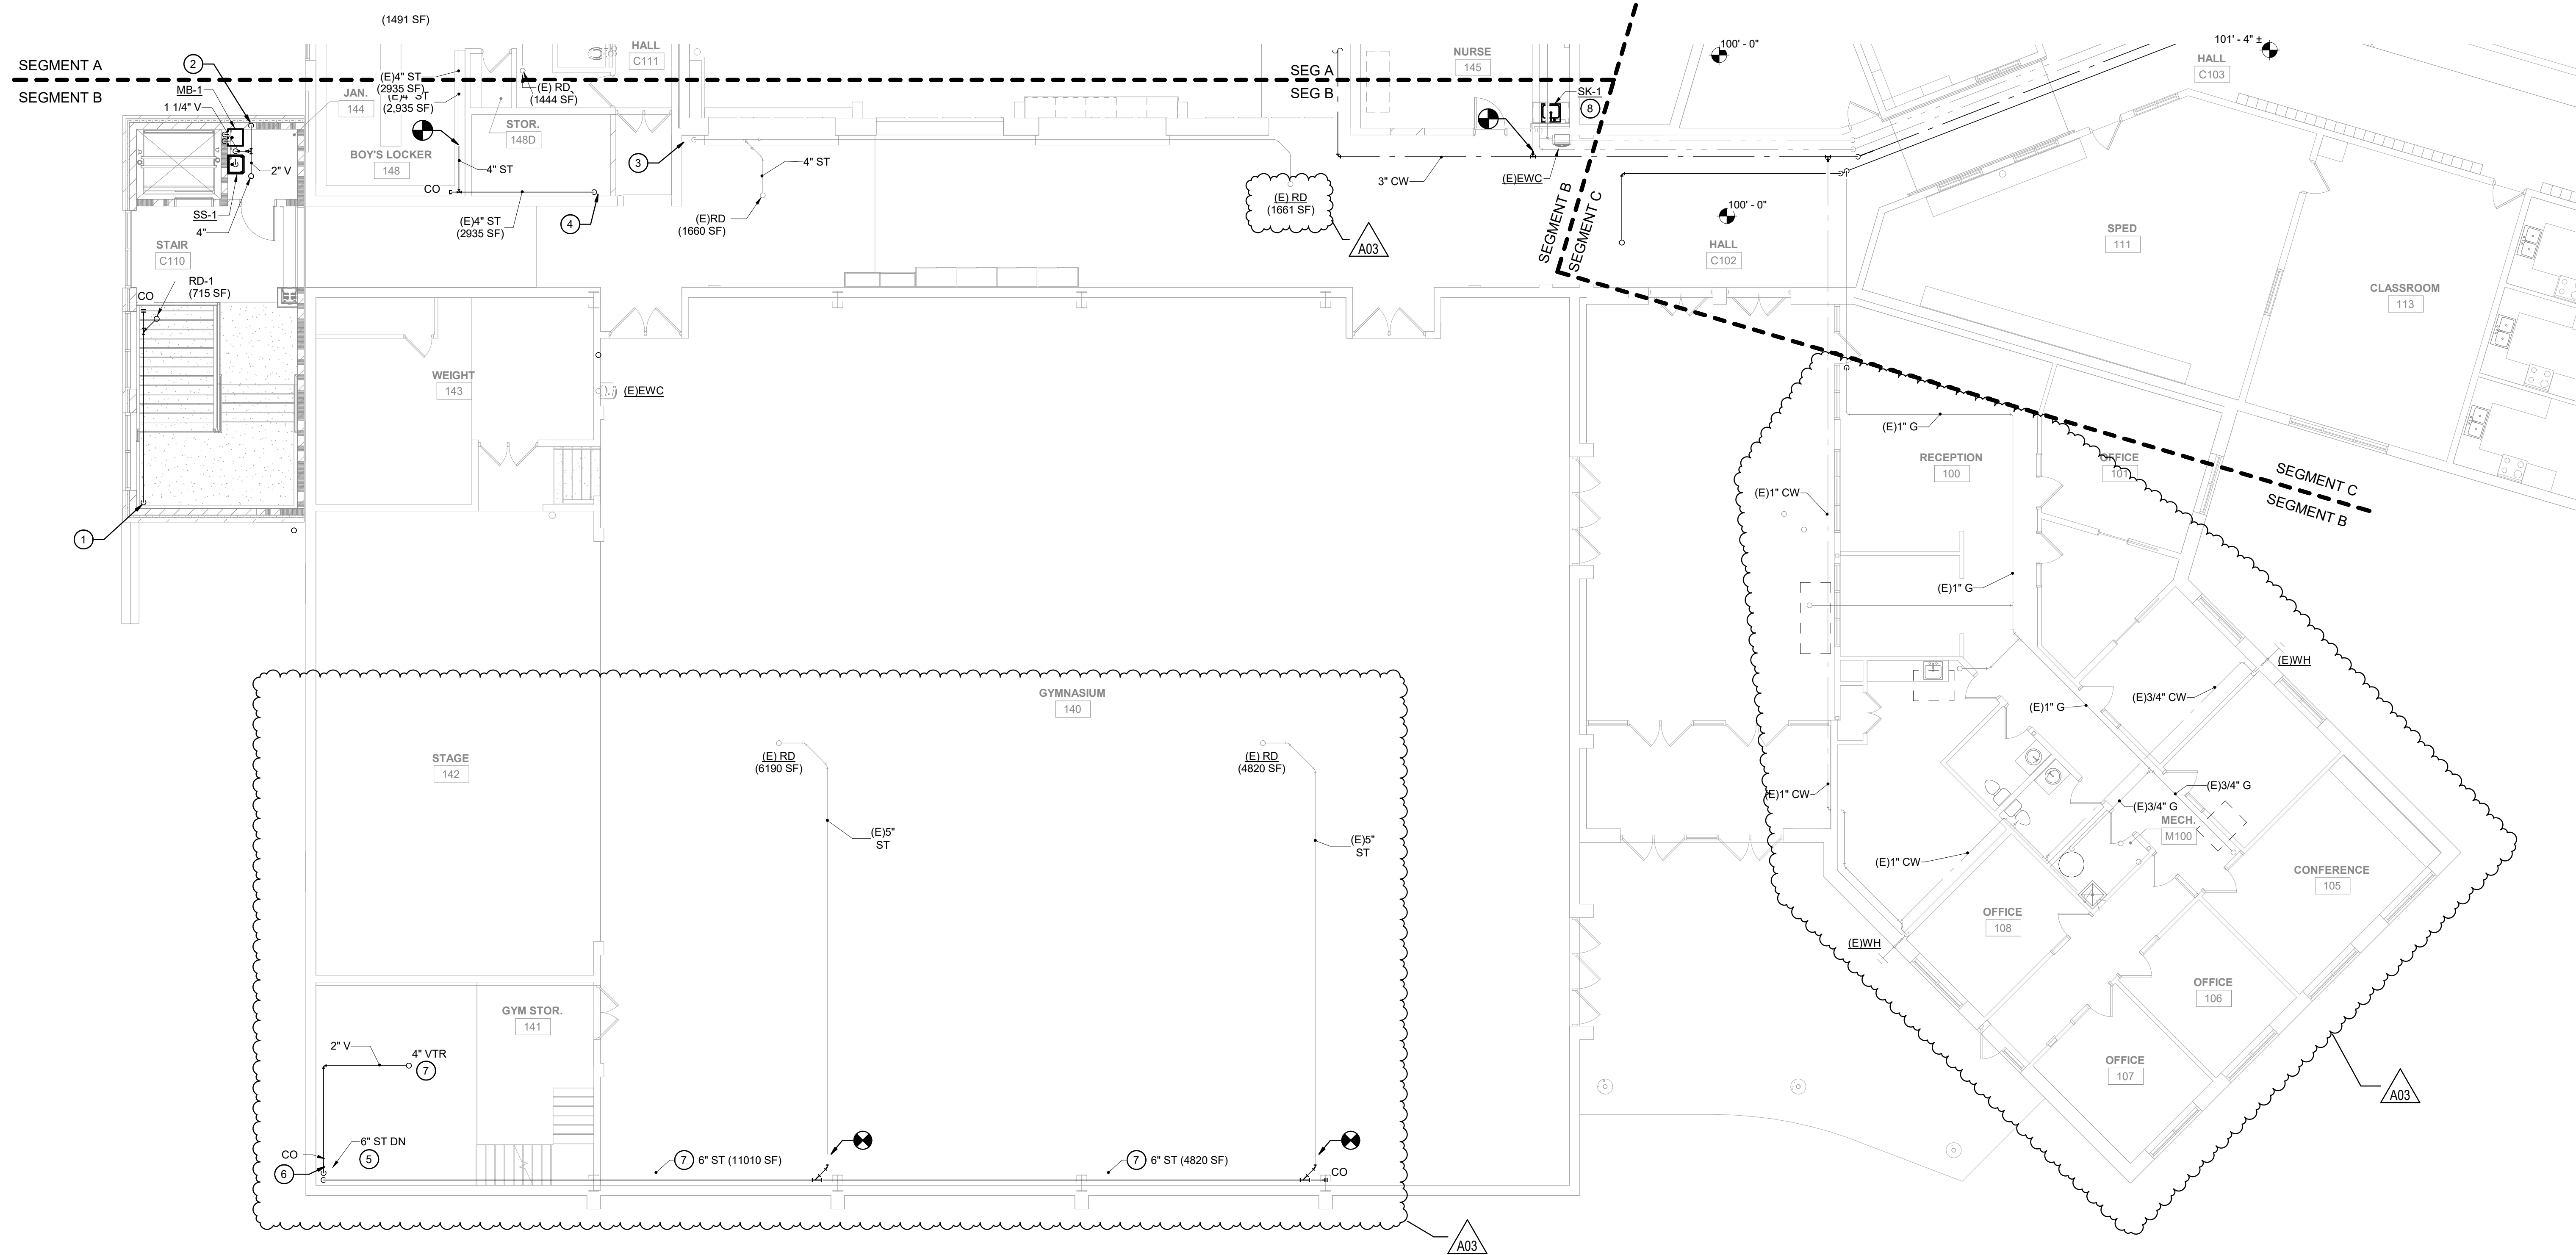 (1491 SF)
SEGMENT A
SEGMENT B
2
MB-1
1 1/4" V
JAN.
144
2" V
SS-1
4"
(E)4" ST
(2935 SF)
(E)4" ST
(2,935 SF)
HALL
C111
(E) RD
(1444 SF)
STOR.
148D
BOY'S LOCKER
148
4" ST
CO
(E)4" ST
(2935 SF)
4
3
4" ST
(E)RD
(1660 SF)
(E) RD
(1661 SF)
A03
SEG A
SEG B
NURSE
145
SK-1
8
3" CW
(E)EWC
SEGMENT B
SEGMENT C
100' - 0"
101' - 4" ±
HALL
C103
100' - 0"
HALL
C102
SPED
111
CLASSROOM
113
STAIR
C110
RD-1
(715 SF)
CO
1
WEIGHT
143
(E)EWC
(E)1" G
RECEPTION
100
OFFICE
101
SEGMENT C
SEGMENT B
(E)1" CW
(E)1" G
(E)WH
(E)3/4" CW
(E)1" G
GYMNASIUM
140
STAGE
142
(E) RD
(6190 SF)
(E) RD
(4820 SF)
(E)5"
ST
(E)5"
ST
(E)1" CW
(E)3/4" G
(E)3/4" G
MECH.
M100
(E)1" CW
CONFERENCE
105
OFFICE
108
(E)WH
OFFICE
106
OFFICE
107
GYM STOR.
141
2" V
4" VTR
7
6" ST DN
5
CO
6
7
6" ST (11010 SF)
7
6" ST (4820 SF)
CO
A03
A03